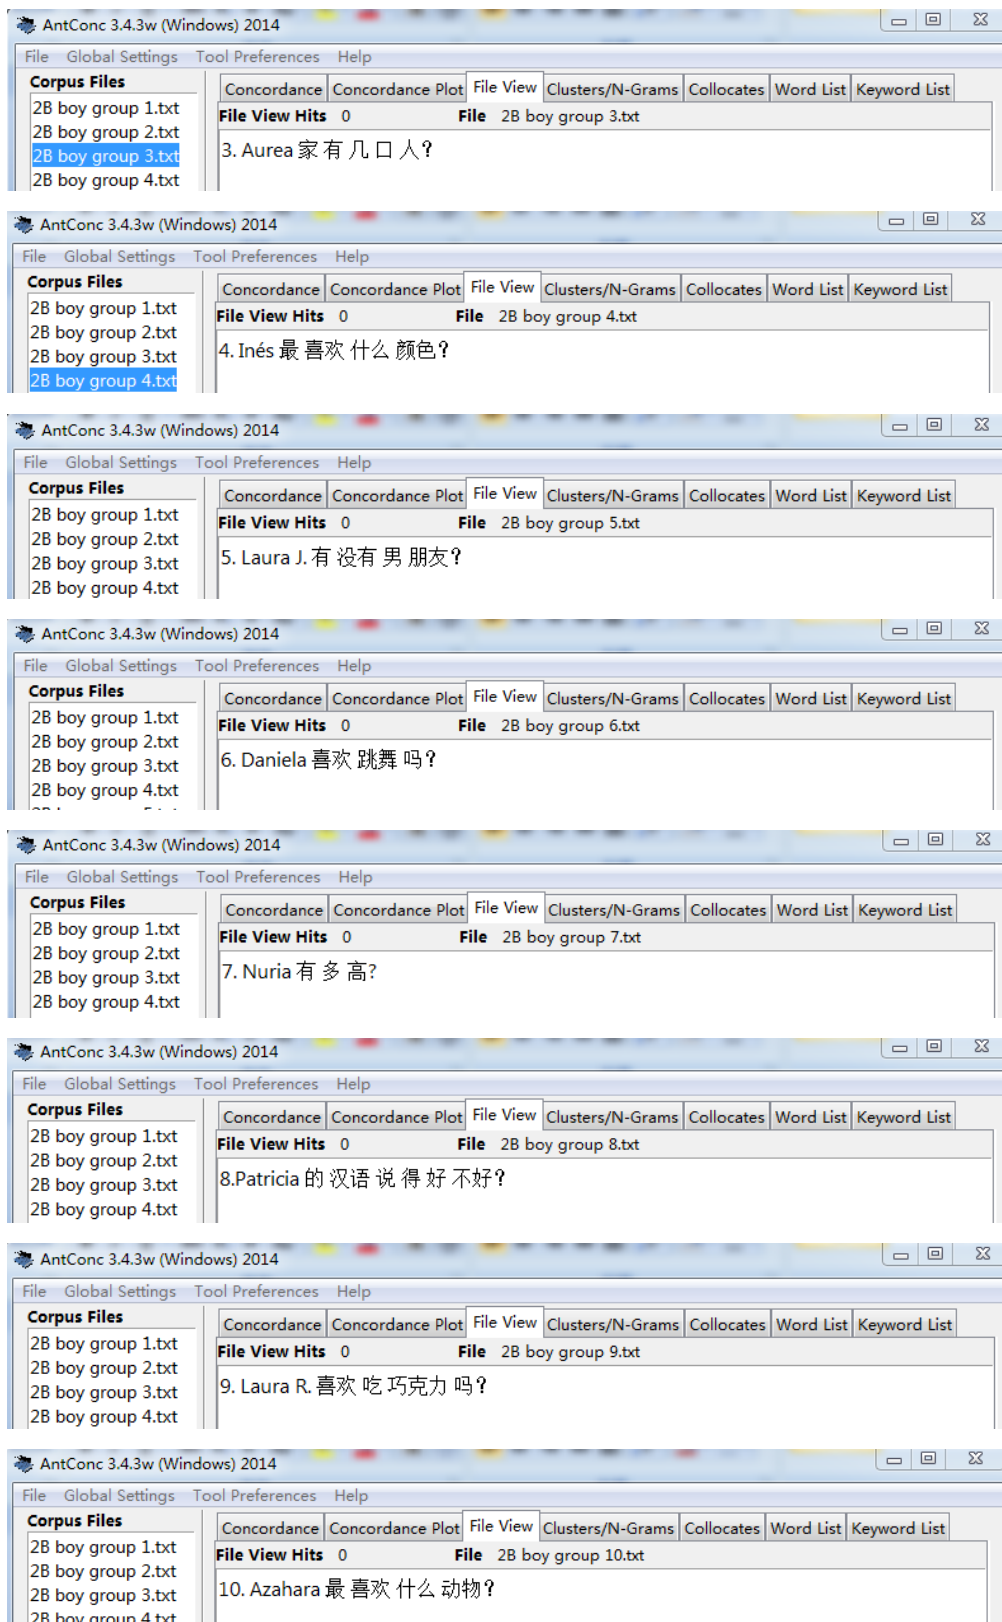 AntConc 3.4.3w (Windows) 2014
File Global Settings Tool Preferences Help
Corpus Files
Concordance Concordance Plot File View Clusters/N-Grams Collocates Word List Keyword List
2B boy group 1.txt
File View Hits 0 File 2B boy group 3.txt
2B boy group 2.txt
2B boy group 3.txt
3. Aurea 家 有 几 口 人?
2B boy group 4.txt
AntConc 3.4.3w (Windows) 2014
File Global Settings Tool Preferences Help
Corpus Files
Concordance Concordance Plot File View Clusters/N-Grams Collocates Word List Keyword List
2B boy group 1.txt
File View Hits 0 File 2B boy group 4.txt
2B boy group 2.txt
2B boy group 3.txt
4. Inés 最 喜欢 什么 颜色?
2B boy group 4.txt
AntConc 3.4.3w (Windows) 2014
File Global Settings Tool Preferences Help
Corpus Files
Concordance Concordance Plot File View Clusters/N-Grams Collocates Word List Keyword List
2B boy group 1.txt
File View Hits 0 File 2B boy group 5.txt
2B boy group 2.txt
2B boy group 3.txt
5. Laura J. 有 没有 男 朋友?
2B boy group 4.txt
AntConc 3.4.3w (Windows) 2014
File Global Settings Tool Preferences Help
Corpus Files
Concordance Concordance Plot File View Clusters/N-Grams Collocates Word List Keyword List
2B boy group 1.txt
File View Hits 0 File 2B boy group 6.txt
2B boy group 2.txt
2B boy group 3.txt
6. Daniela 喜欢 跳舞 吗?
2B boy group 4.txt
AntConc 3.4.3w (Windows) 2014
File Global Settings Tool Preferences Help
Corpus Files
Concordance Concordance Plot File View Clusters/N-Grams Collocates Word List Keyword List
2B boy group 1.txt
File View Hits 0 File 2B boy group 7.txt
2B boy group 2.txt
2B boy group 3.txt
7. Nuria 有 多 高?
2B boy group 4.txt
AntConc 3.4.3w (Windows) 2014
File Global Settings Tool Preferences Help
Corpus Files
Concordance Concordance Plot File View Clusters/N-Grams Collocates Word List Keyword List
2B boy group 1.txt
File View Hits 0 File 2B boy group 8.txt
2B boy group 2.txt
2B boy group 3.txt
8.Patricia 的 汉语 说 得 好 不好?
2B boy group 4.txt
AntConc 3.4.3w (Windows) 2014
File Global Settings Tool Preferences Help
Corpus Files
Concordance Concordance Plot File View Clusters/N-Grams Collocates Word List Keyword List
2B boy group 1.txt
File View Hits 0 File 2B boy group 9.txt
2B boy group 2.txt
2B boy group 3.txt
9. Laura R. 喜欢 吃 巧克力 吗?
2B boy group 4.txt
AntConc 3.4.3w (Windows) 2014
File Global Settings Tool Preferences Help
Corpus Files
Concordance Concordance Plot File View Clusters/N-Grams Collocates Word List Keyword List
2B boy group 1.txt
File View Hits 0 File 2B boy group 10.txt
2B boy group 2.txt
2B boy group 3.txt
10. Azahara 最 喜欢 什么 动物?
2B boy group 4.txt